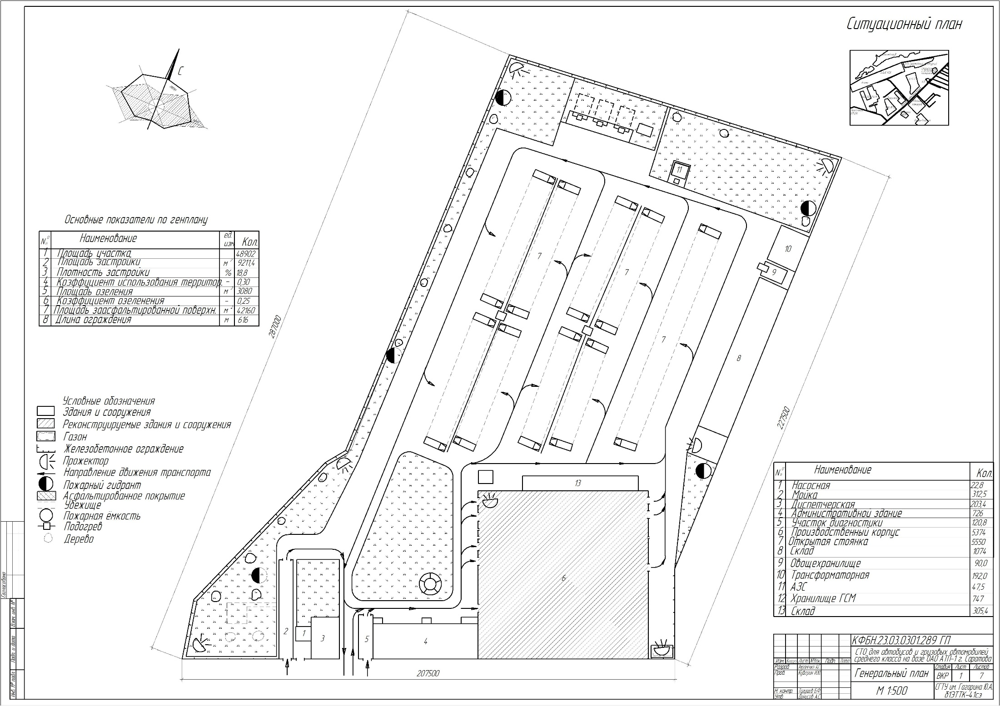 Ситуационный план
С
Основные показатели по генплану
№ Наименование ед. изм Кол.
1 Площадь участка 48902
2 Площадь застройки м² 9211,4
3 Плотность застройки % 18,8
4 Коэффициент использования территор. - 0,30
5 Площадь озеления м² 3080
6 Коэффициент озеленения - 0,25
7 Площадь заасфальтированной поверхн. м² 42160
8 Длина ограждения м 616
Условные обозначения
Здания и сооружения
Реконструируемые здания и сооружения
Газон
Железобетонное ограждение
Прожектор
Направление движения транспорта
Пожарный гидрант
Асфальтированное покрытие
Убежище
Пожарная ёмкость
Подогрев
Дерево
287000
227500
207500
11
10
9
7
7
7
8
13
6
2
1
3
5
4
№ Наименование Кол.
1 Насосная 22,8
2 Мойка 312,5
3 Диспетчерская 203,4
4 Административной здание 726
5 Участок диагностики 120,8
6 Производственный корпус 5374
7 Открытая стоянка 5550
8 Склад 1074
9 Овощехранилище 90,0
10 Трансформаторная 192,0
11 АЗС 47,5
12 Хранилище ГСМ 747
13 Склад 305,4
КФБН.23.03.0301.289 ГП
СТО для автобусов и грузовых автомобилей
среднего класса на базе ОАО АТП-1 г. Саратова
Изм. Колич Лист №док. Подп. Дата
Разраб. Акраменко А.С.
Пров. Куверин И.Ю.
Н. контр. Тугушев Б.Ф.
Утв. Денисов А.С.
Генеральный план
Стадия Лист Листов
ВКР 1 7
М 1:500
СГТУ им. Гагарина Ю.А.
б1ЭТТК-41сз
Согласовано
Взам. инв. №
Подп. и дата
Инв. № подл.